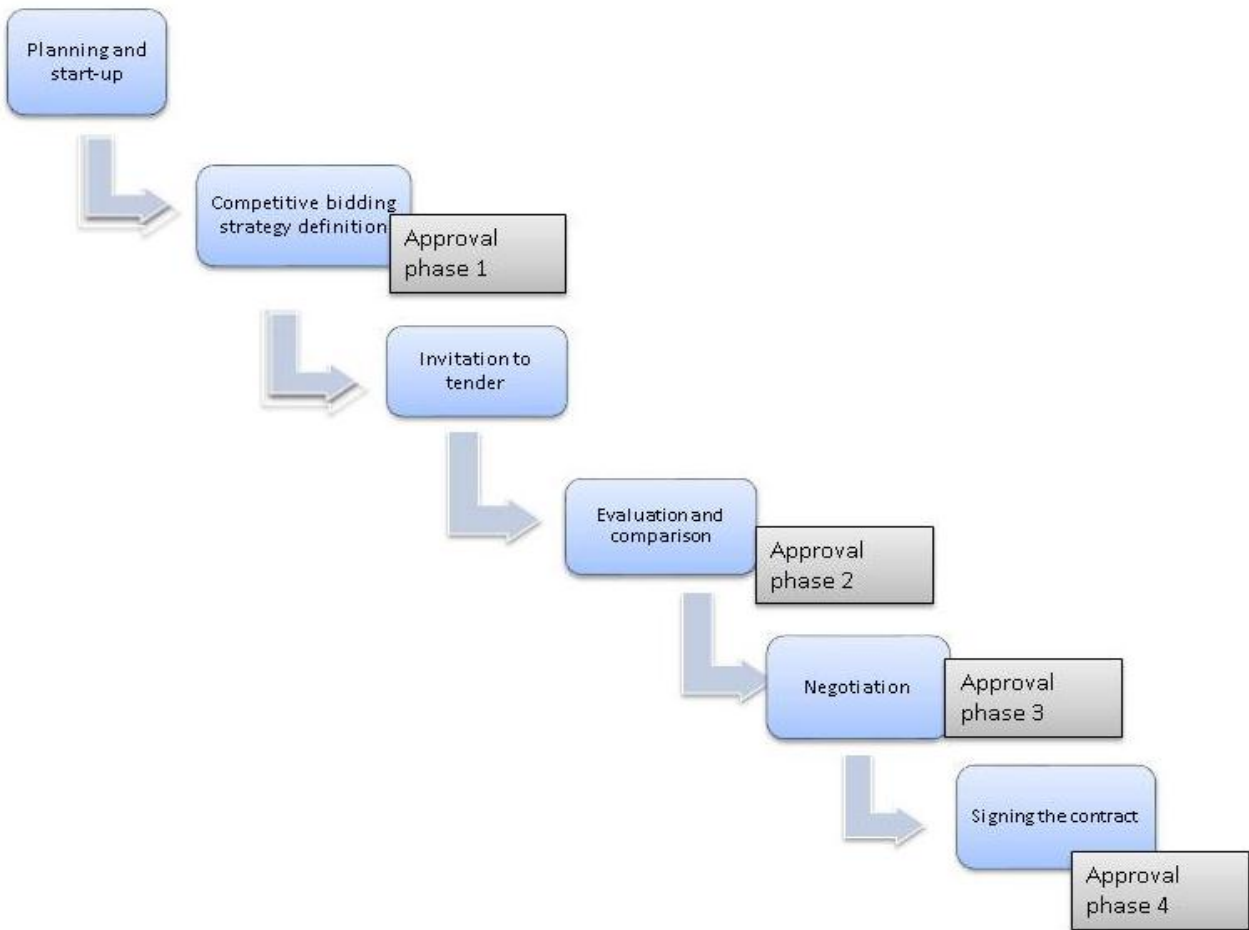 Planning and
start-up
Competitive bidding
strategy definition
Approval
phase 1
Invitation to
tender
Evaluation and
comparison
Approval
phase 2
Negotiation
Approval
phase 3
Signing the contract
Approval
phase 4